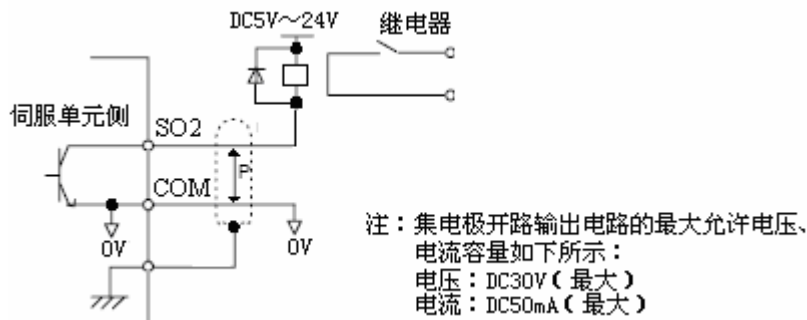 DC5V～24V
继电器
伺服单元侧
SO2
P
COM
0V
0V
注：集电极开路输出电路的最大允许电压、
电流容量如下所示：
电压：DC30V(最大)
电流：DC50mA(最大)